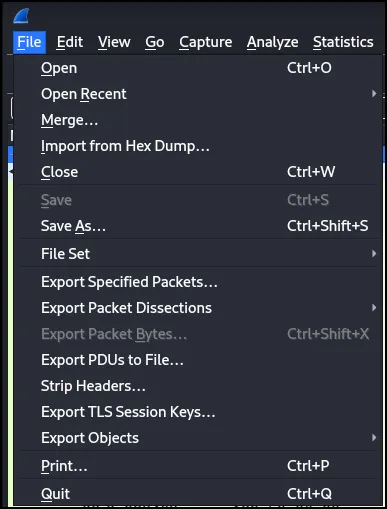 File Edit View Go Capture Analyze Statistics
Open Ctrl+O
Open Recent
Merge...
Import from Hex Dump...
Close Ctrl+W
Save Ctrl+S
Save As... Ctrl+Shift+S
File Set
Export Specified Packets...
Export Packet Dissections
Export Packet Bytes... Ctrl+Shift+X
Export PDUs to File...
Strip Headers...
Export TLS Session Keys...
Export Objects
Print... Ctrl+P
Quit Ctrl+Q